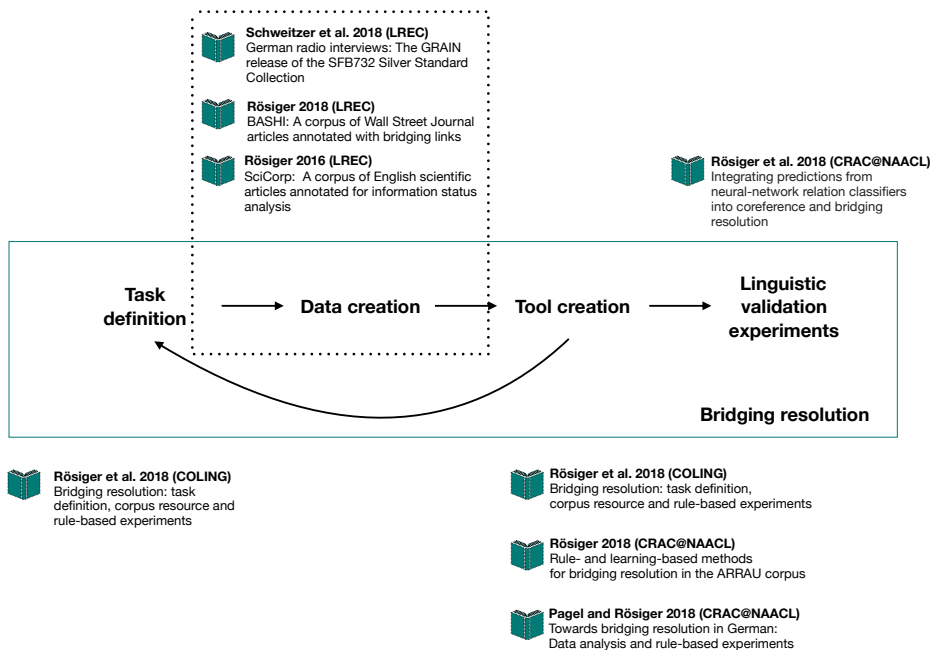 Schweitzer et al. 2018 (LREC)
German radio interviews: The GRAIN
release of the SFB732 Silver Standard
Collection
Rösiger 2018 (LREC)
BASHI: A corpus of Wall Street Journal
articles annotated with bridging links
Rösiger 2016 (LREC)
SciCorp: A corpus of English scientific
articles annotated for information status
analysis
Rösiger et al. 2018 (CRAC@NAACL)
Integrating predictions from
neural-network relation classifiers
into coreference and bridging
resolution
Task
definition
Data creation
Tool creation
Linguistic
validation
experiments
Bridging resolution
Rösiger et al. 2018 (COLING)
Bridging resolution: task
definition, corpus resource and
rule-based experiments
Rösiger et al. 2018 (COLING)
Bridging resolution: task definition,
corpus resource and rule-based experiments
Rösiger 2018 (CRAC@NAACL)
Rule- and learning-based methods
for bridging resolution in the ARRAU corpus
Pagel and Rösiger 2018 (CRAC@NAACL)
Towards bridging resolution in German:
Data analysis and rule-based experiments